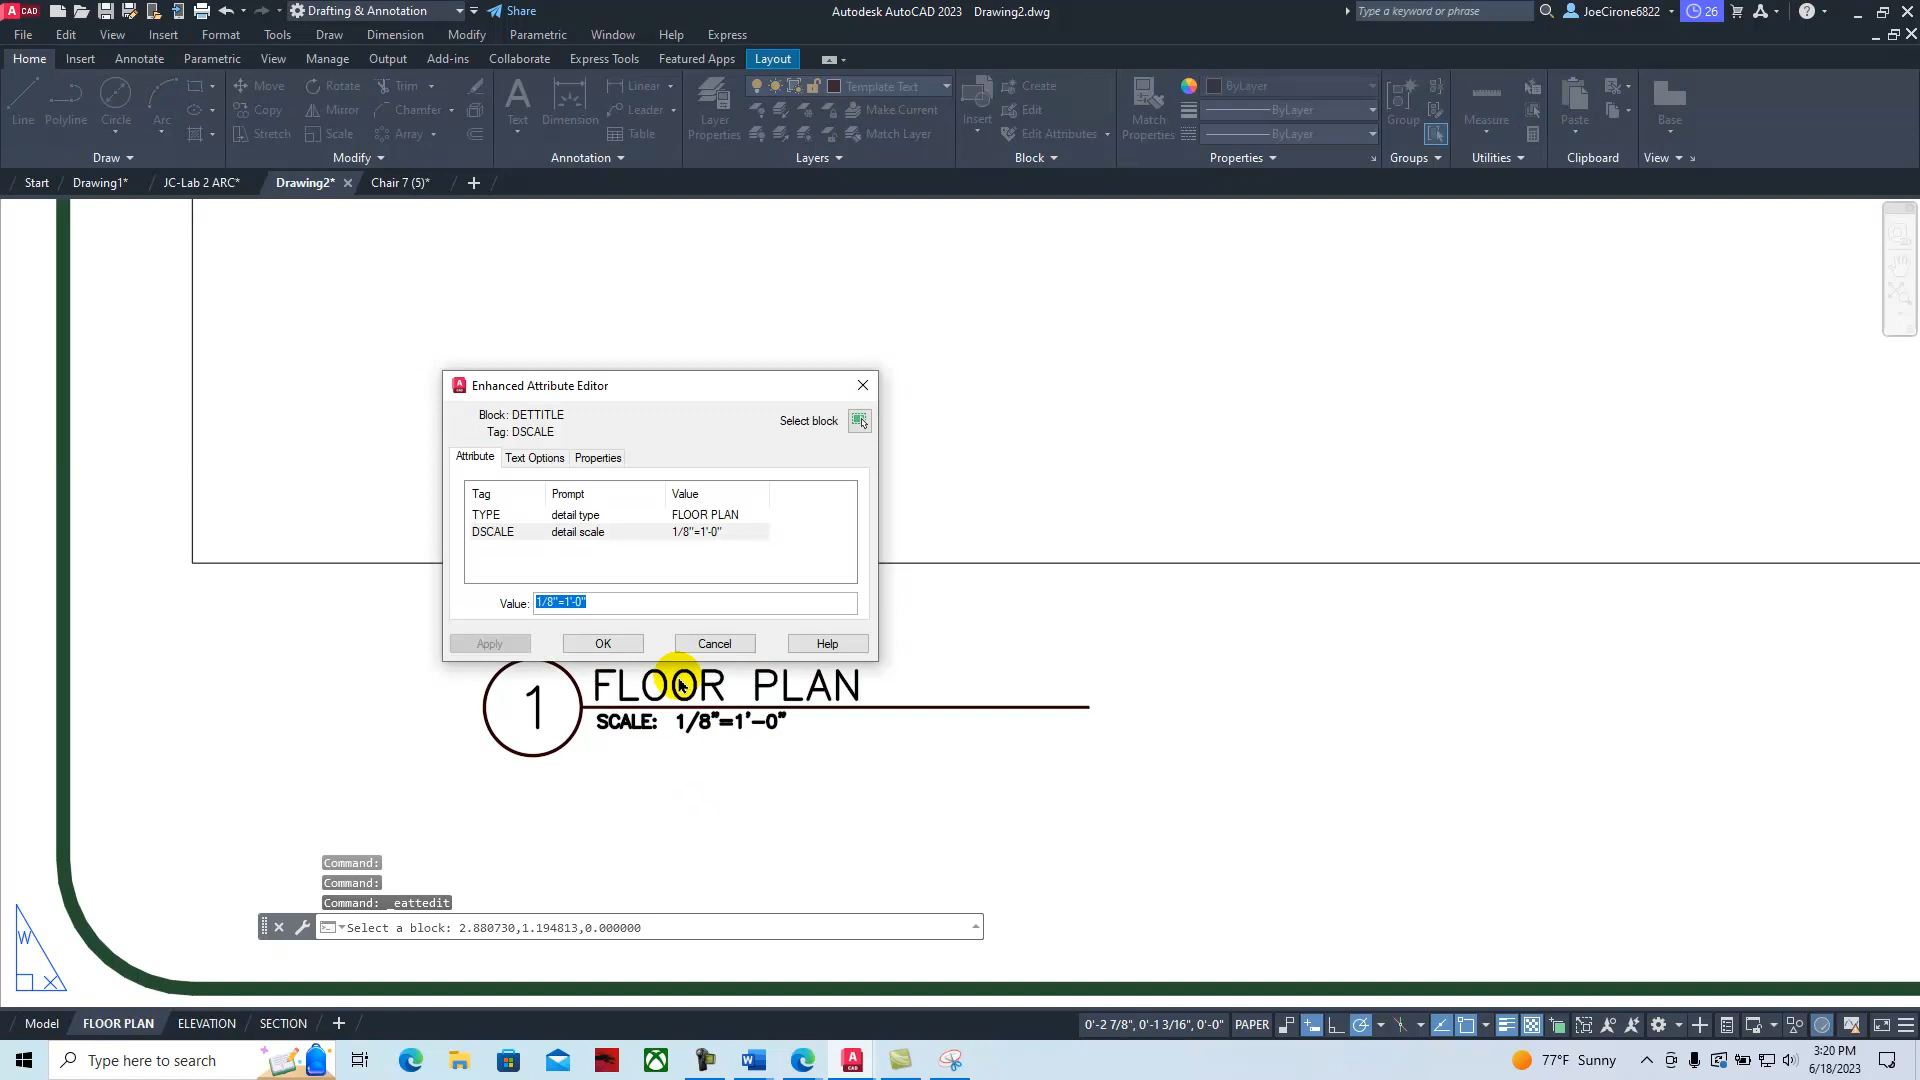 A CAD Drafting & Annotation Share Autodesk AutoCAD 2023 Drawing2.dwg Type a keyword or phrase JoeCirone6822 26
File Edit View Insert Format Tools Draw Dimension Modify Parametric Window Help Express
Home Insert Annotate Parametric View Manage Output Add-ins Collaborate Express Tools Featured Apps Layout
Line Polyline Circle Arc
Move Rotate Trim
Copy Mirror Chamfer
Stretch Scale Array
Text Dimension
Linear
Leader
Table
Layer Properties
Template Text
Make Current
Match Layer
Insert
Create
Edit
Edit Attributes
Match Properties
ByLayer
ByLayer
ByLayer
Group Measure Paste Base
Draw Modify Annotation Layers Block Properties Groups Utilities Clipboard View
Start Drawing1* JC-Lab 2 ARC* Drawing2* Chair 7 (5)*
Enhanced Attribute Editor
Block: DETTITLE
Tag: DSCALE
Select block
Attribute Text Options Properties
Tag Prompt Value
TYPE detail type FLOOR PLAN
DSCALE detail scale 1/8"=1'-0"
Value: 1/8"=1'-0"
Apply OK Cancel Help
1 FLOOR PLAN
SCALE: 1/8"=1'-0"
Command:
Command:
Command: _eattedit
Select a block: 2.880730,1.194813,0.000000
W
X
Model FLOOR PLAN ELEVATION SECTION 0'-2 7/8", 0'-1 3/16", 0'-0" PAPER
Type here to search 77°F Sunny 3:20 PM
6/18/2023